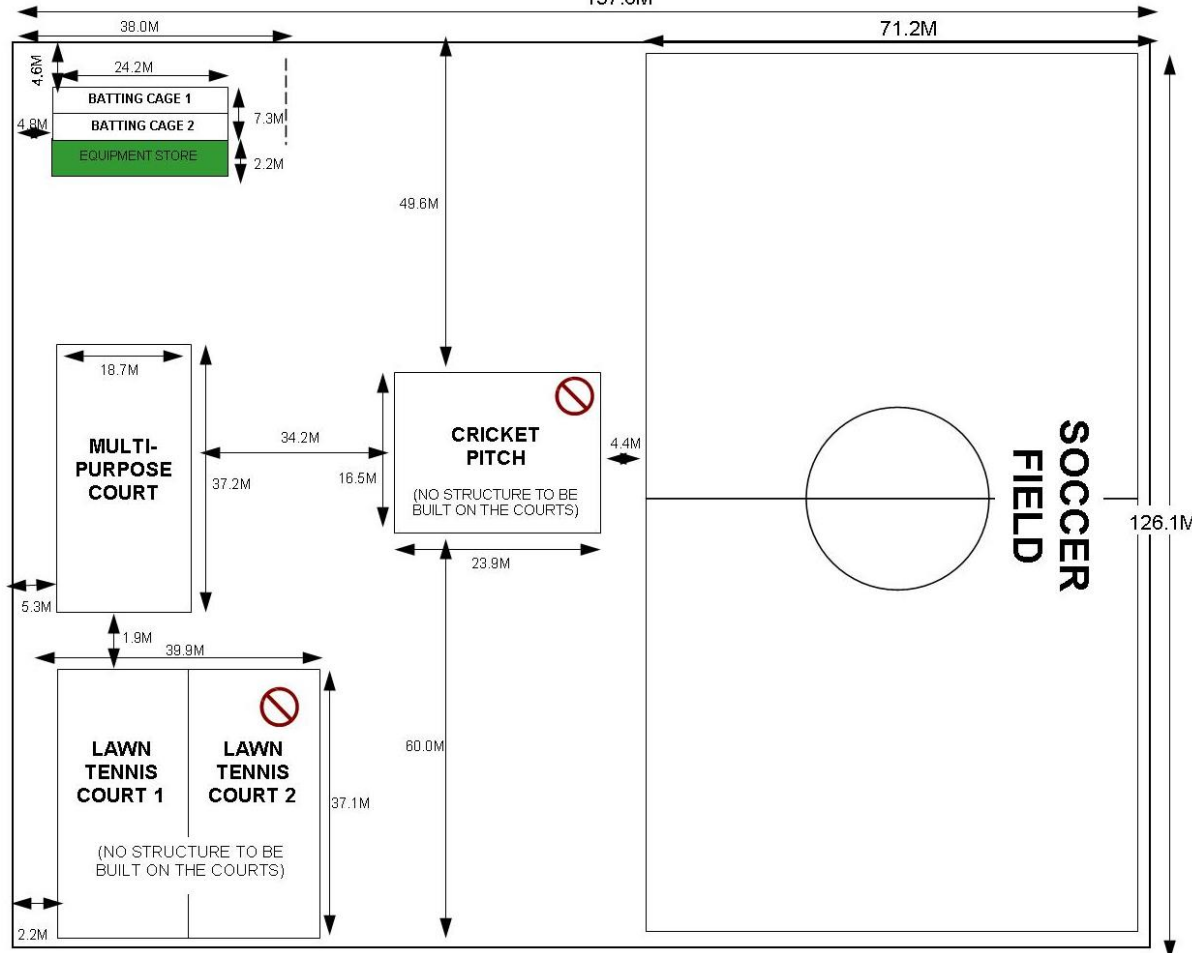 38.0M
71.2M
4.6M
24.2M
BATTING CAGE 1
BATTING CAGE 2
7.3M
4.8M
EQUIPMENT STORE
2.2M
49.6M
18.7M
MULTI-
PURPOSE
COURT
34.2M
37.2M
16.5M
CRICKET
PITCH
(NO STRUCTURE TO BE
BUILT ON THE COURTS)
4.4M
23.9M
SOCCER
FIELD
126.1M
5.3M
1.9M
39.9M
LAWN
TENNIS
COURT 1
LAWN
TENNIS
COURT 2
37.1M
60.0M
(NO STRUCTURE TO BE
BUILT ON THE COURTS)
2.2M